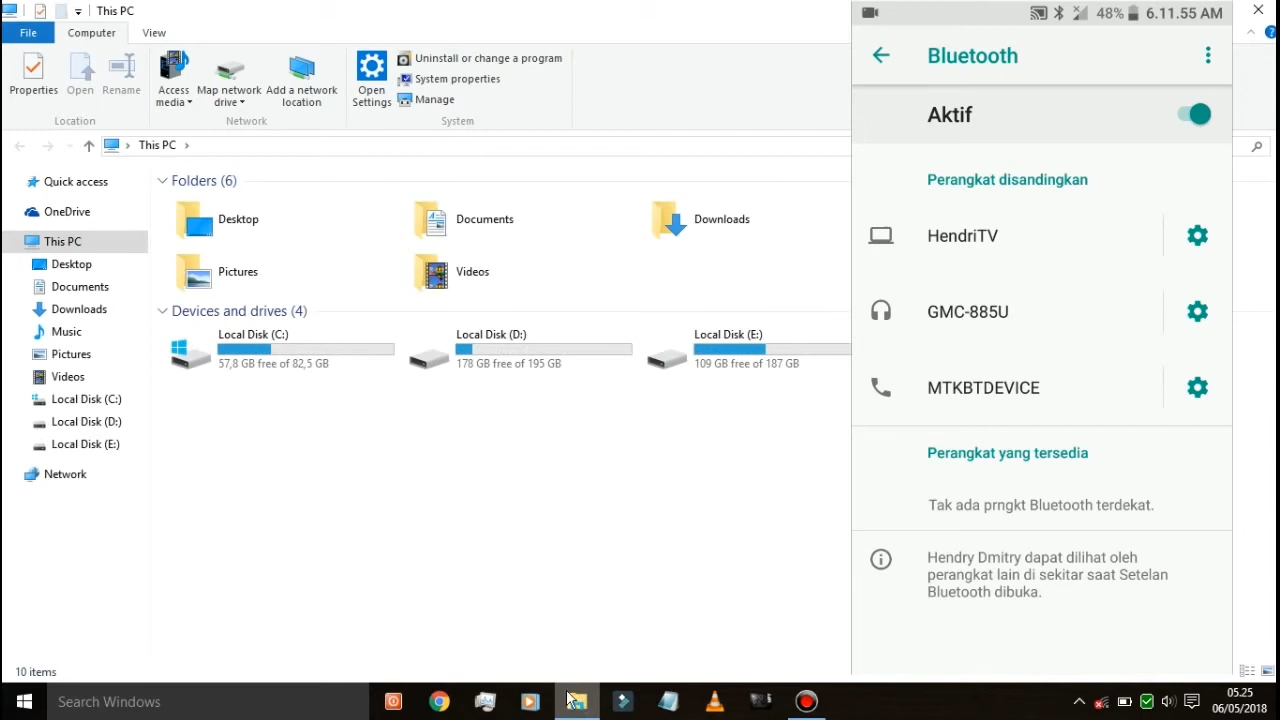 This PC
File
Computer
View
Properties
Open
Rename
Access media
Map network drive
Add a network location
Open Settings
Uninstall or change a program
System properties
Manage
Location
Network
System
This PC
Quick access
OneDrive
This PC
Desktop
Documents
Downloads
Music
Pictures
Videos
Local Disk (C:)
Local Disk (D:)
Local Disk (E:)
Network
Folders (6)
Desktop
Documents
Downloads
Pictures
Videos
Devices and drives (4)
Local Disk (C:)
57,8 GB free of 82,5 GB
Local Disk (D:)
178 GB free of 195 GB
Local Disk (E:)
109 GB free of 187 GB
10 items
48% 6.11.55 AM
Bluetooth
Aktif
Perangkat disandingkan
HendriTV
GMC-885U
MTKBTDEVICE
Perangkat yang tersedia
Tak ada prngkt Bluetooth terdekat.
Hendry Dmitry dapat dilihat oleh
perangkat lain di sekitar saat Setelan
Bluetooth dibuka.
Search Windows
05.25
06/05/2018